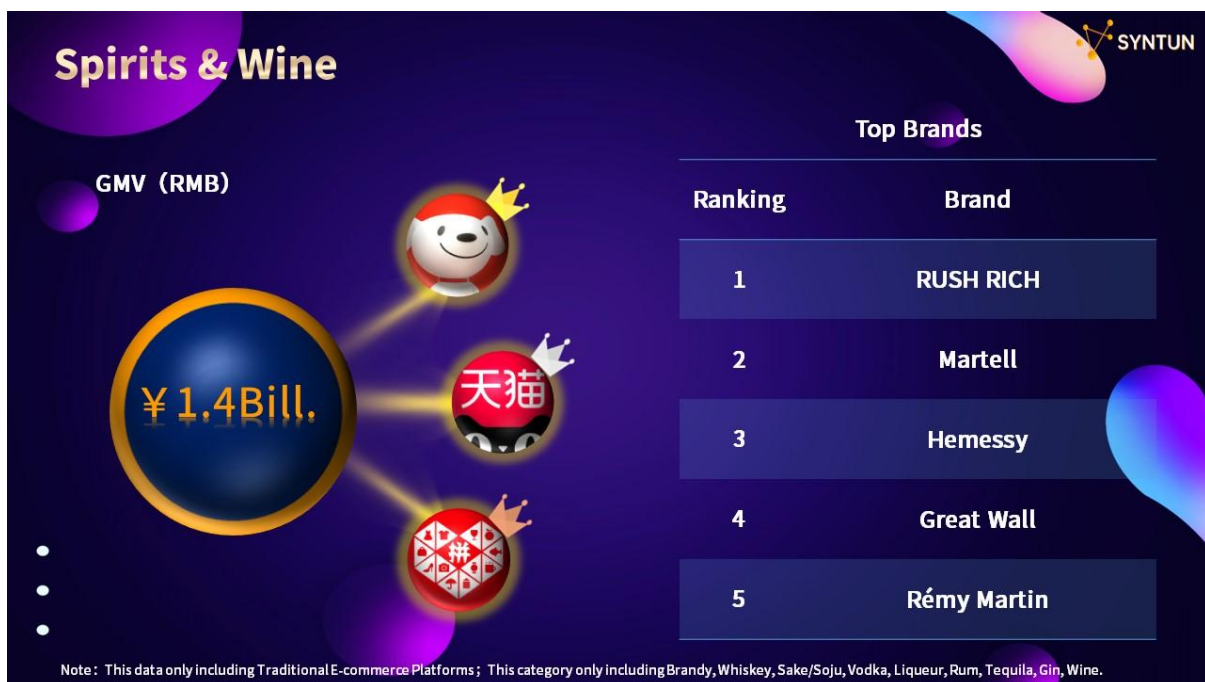 Spirits & Wine
SYNTUN
GMV（RMB）
¥ 1.4Bill.
天猫
拼
Top Brands
Ranking Brand
1 RUSH RICH
2 Martell
3 Hemessy
4 Great Wall
5 Rémy Martin
Note：This data only including Traditional E-commerce Platforms；This category only including Brandy, Whiskey, Sake/Soju, Vodka, Liqueur, Rum, Tequila, Gin, Wine.